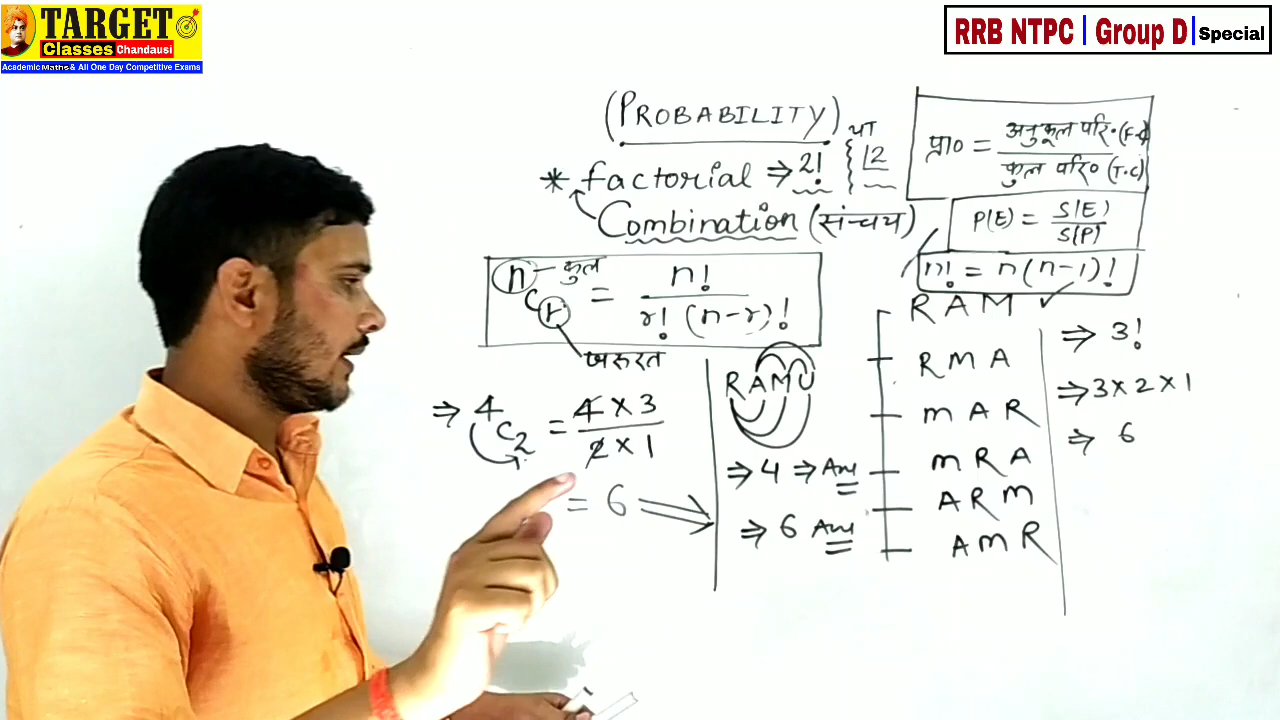 TARGET
Classes Chandausi
Academic Maths & All One Day Competitive Exams
RRB NTPC | Group D | Special
(PROBABILITY)
* factorial ⇒ 2! या |2
Combination (संन्चय)
प्रा० = अनुकूल परि. (F.C) / कुल परि० (T.C)
P(E) = S(E) / S(P)
n! = n(n-1)!
n - कुल
nCr = n! / r! (n-r)!
r ज्जरुरत
⇒ 4C2 = 4 × 3 / 2 × 1
= 6 ⇒
RAMU
⇒ 4 ⇒ Ans
⇒ 6 Ans
RAM ✓
RMA
MAR
MRA
ARM
AMR
⇒ 3!
⇒ 3 × 2 × 1
⇒ 6